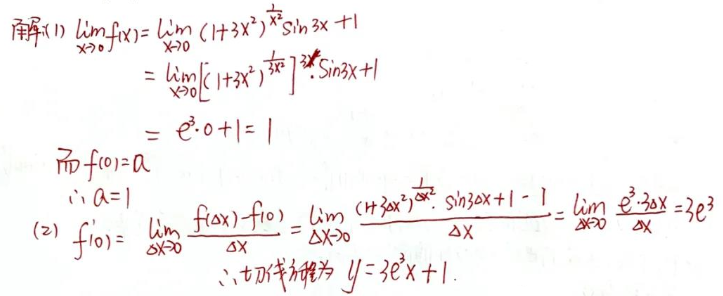 解:(1) lim_{x→0} f(x) = lim_{x→0} (1+3x²)^{1/x²} sin3x + 1
= lim_{x→0} [(1+3x²)^{1/3x²}]³·sin3x+1
= e³·0+1=1
而 f(0)=a
∴ a=1
(2) f'(0) = lim_{Δx→0} (f(Δx)-f(0))/Δx = lim_{Δx→0} ((1+3Δx²)^{1/Δx²}·sin3Δx+1-1)/Δx = lim_{Δx→0} (e³·3Δx)/Δx = 3e³
∴切线方程为 y=3e³x+1.